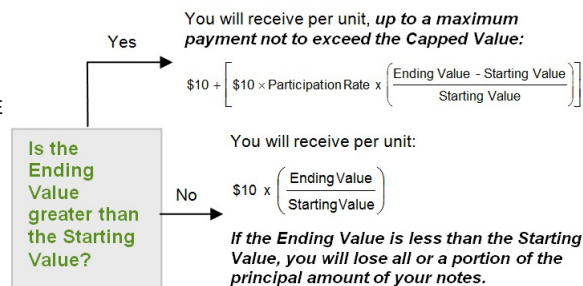 You will receive per unit, up to a maximum
payment not to exceed the Capped Value:
Yes
$10 + [$10 × Participation Rate x (Ending Value - Starting Value / Starting Value)]
E
Is the
Ending
Value
greater than
the Starting
Value?
No
You will receive per unit:
$10 x (Ending Value / Starting Value)
If the Ending Value is less than the Starting
Value, you will lose all or a portion of the
principal amount of your notes.